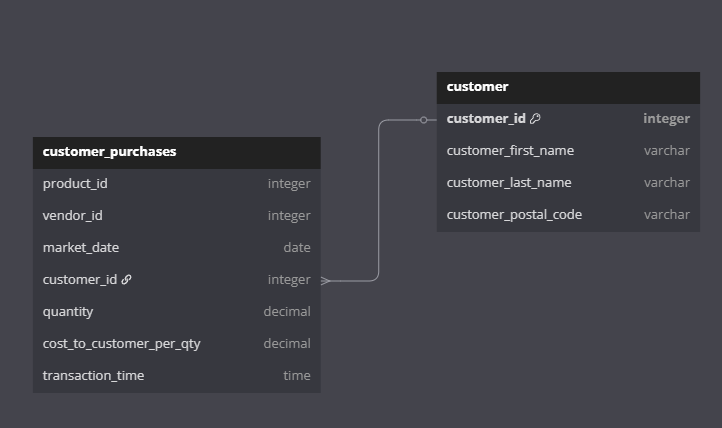 customer_purchases
product_id integer
vendor_id integer
market_date date
customer_id integer
quantity decimal
cost_to_customer_per_qty decimal
transaction_time time
customer
customer_id integer
customer_first_name varchar
customer_last_name varchar
customer_postal_code varchar